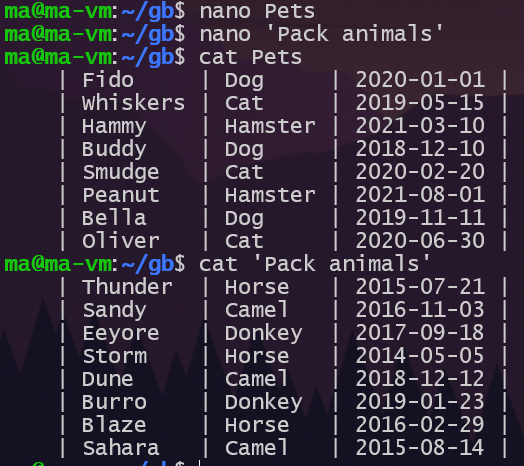 ma@ma-vm:~/gb$ nano Pets
ma@ma-vm:~/gb$ nano 'Pack animals'
ma@ma-vm:~/gb$ cat Pets
    | Fido     | Dog      | 2020-01-01 |
    | Whiskers | Cat      | 2019-05-15 |
    | Hammy    | Hamster  | 2021-03-10 |
    | Buddy    | Dog      | 2018-12-10 |
    | Smudge   | Cat      | 2020-02-20 |
    | Peanut   | Hamster  | 2021-08-01 |
    | Bella    | Dog      | 2019-11-11 |
    | Oliver   | Cat      | 2020-06-30 |
ma@ma-vm:~/gb$ cat 'Pack animals'
    | Thunder  | Horse    | 2015-07-21 |
    | Sandy    | Camel    | 2016-11-03 |
    | Eeyore   | Donkey   | 2017-09-18 |
    | Storm    | Horse    | 2014-05-05 |
    | Dune     | Camel    | 2018-12-12 |
    | Burro    | Donkey   | 2019-01-23 |
    | Blaze    | Horse    | 2016-02-29 |
    | Sahara   | Camel    | 2015-08-14 |
ma@ma-vm:~/gb$